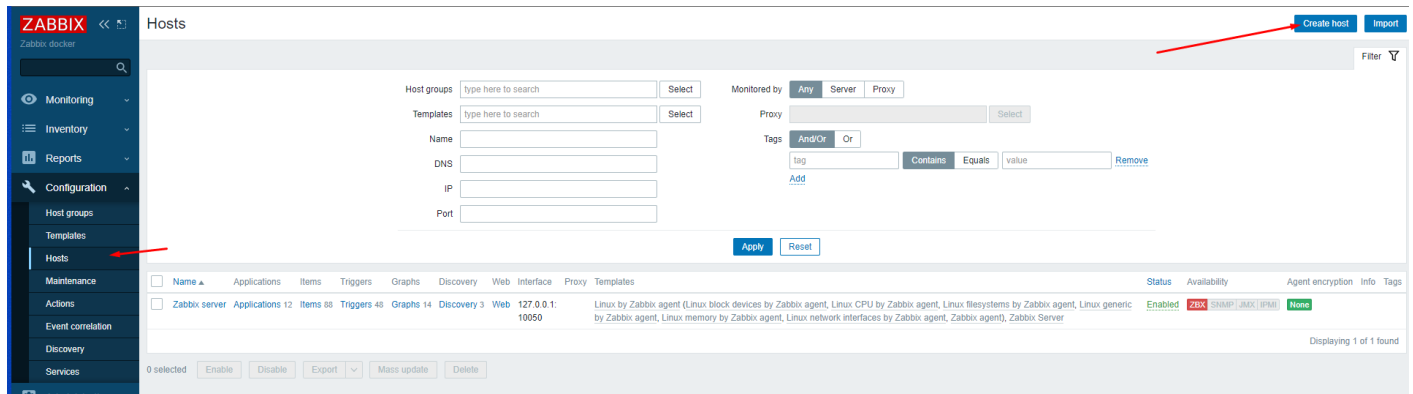 ZABBIX
Zabbix docker
Monitoring
Inventory
Reports
Configuration
Host groups
Templates
Hosts
Maintenance
Actions
Event correlation
Discovery
Services
Hosts
Create host Import
Filter
Host groups type here to search Select Monitored by Any Server Proxy
Templates type here to search Select Proxy Select
Name Tags And/Or Or
DNS tag Contains Equals value Remove
IP Add
Port
Apply Reset
Name Applications Items Triggers Graphs Discovery Web Interface Proxy Templates Status Availability Agent encryption Info Tags
Zabbix server Applications 12 Items 88 Triggers 48 Graphs 14 Discovery 3 Web 127.0.0.1: Linux by Zabbix agent (Linux block devices by Zabbix agent, Linux CPU by Zabbix agent, Linux filesystems by Zabbix agent, Linux generic Enabled ZBX SNMP JMX IPMI None
10050 by Zabbix agent, Linux memory by Zabbix agent, Linux network interfaces by Zabbix agent, Zabbix agent), Zabbix Server
Displaying 1 of 1 found
0 selected Enable Disable Export Mass update Delete